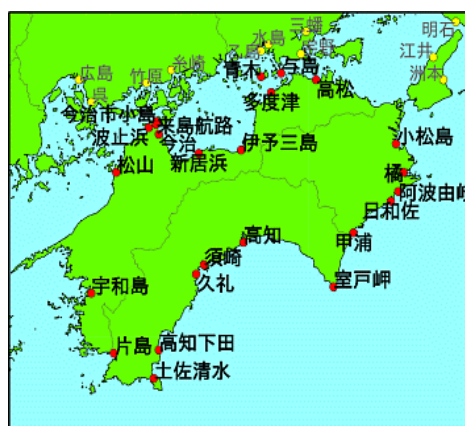 三幡
明石
水島
広島
糸崎
江井
青木
与島
竹原
洲本
呉
高松
多度津
今治市小島
来島航路
波止浜
今治
小松島
伊予三島
新居浜
松山
橘
阿波由岐
日和佐
甲浦
高知
須崎
久礼
室戸岬
宇和島
高知下田
片島
土佐清水